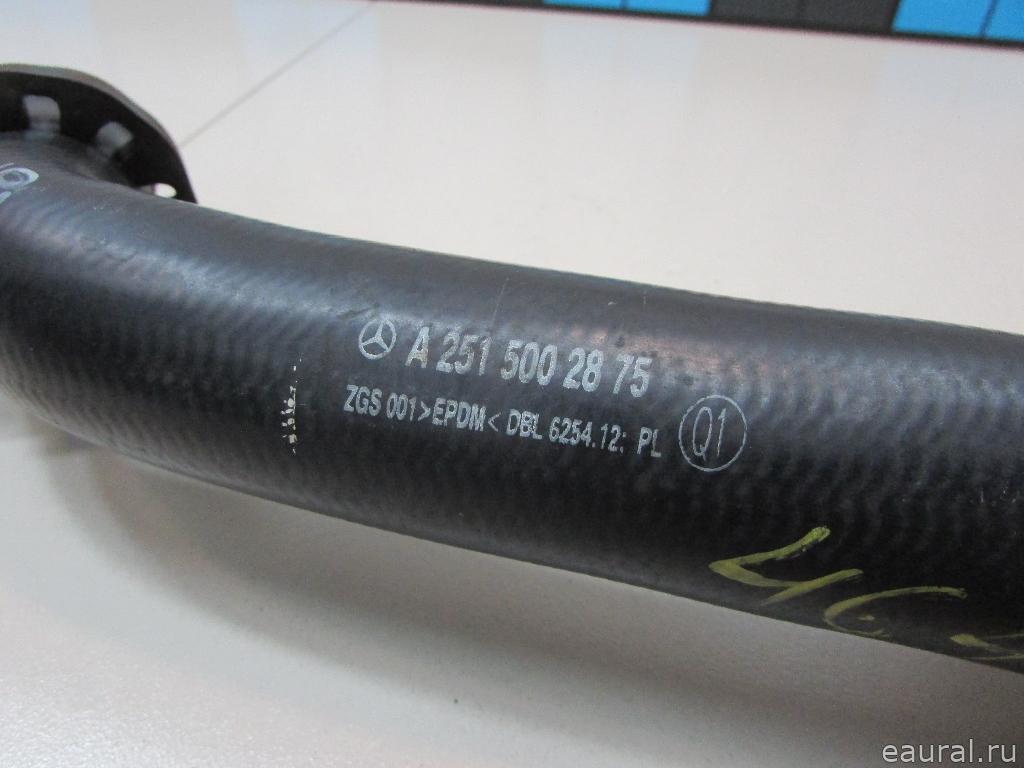 A 251 500 28 75
ZGS 001 >EPDM< DBL 6254.12: PL Q1
eaural.ru